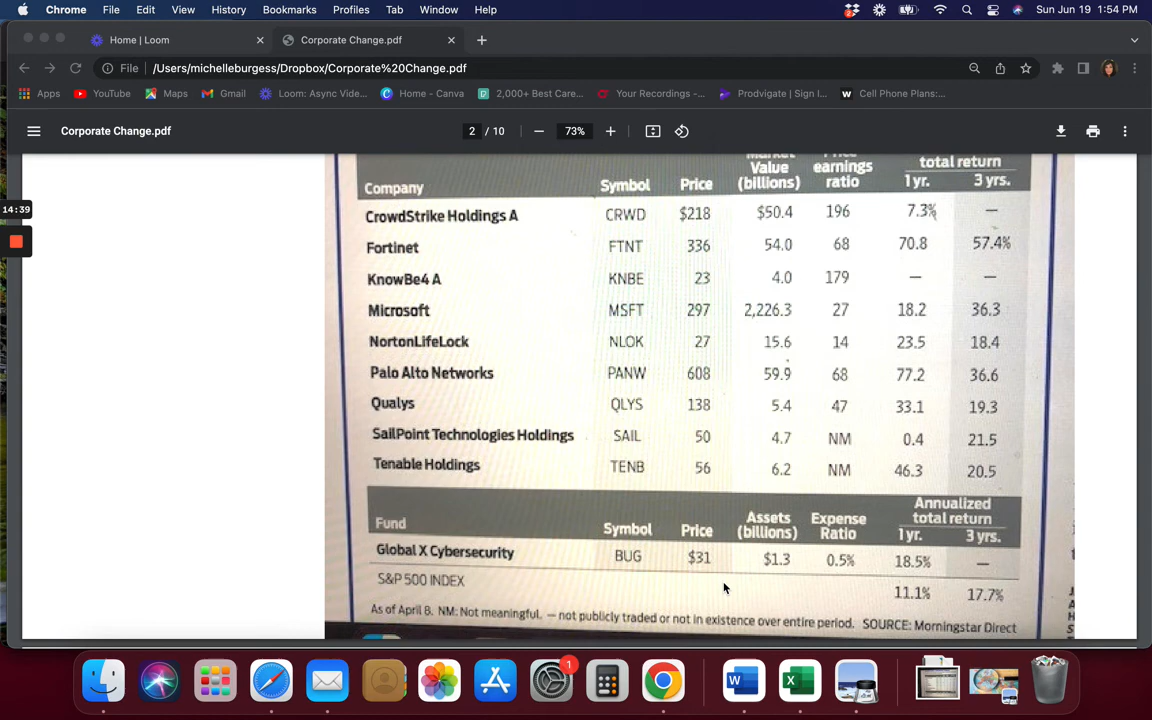 Chrome File Edit View History Bookmarks Profiles Tab Window Help Sun Jun 19 1:54 PM
Home | Loom Corporate Change.pdf
File /Users/michelleburgess/Dropbox/Corporate%20Change.pdf
Apps YouTube Maps Gmail Loom: Async Vide... Home - Canva 2,000+ Best Care... Your Recordings -... Prodvigate | Sign I... Cell Phone Plans:...
Corporate Change.pdf 2 / 10 73%
14:39
Market Price total return
Company Symbol Price Value (billions) earnings ratio 1 yr. 3 yrs.
CrowdStrike Holdings A CRWD $218 $50.4 196 7.3% —
Fortinet FTNT 336 54.0 68 70.8 57.4%
KnowBe4 A KNBE 23 4.0 179 — —
Microsoft MSFT 297 2,226.3 27 18.2 36.3
NortonLifeLock NLOK 27 15.6 14 23.5 18.4
Palo Alto Networks PANW 608 59.9 68 77.2 36.6
Qualys QLYS 138 5.4 47 33.1 19.3
SailPoint Technologies Holdings SAIL 50 4.7 NM 0.4 21.5
Tenable Holdings TENB 56 6.2 NM 46.3 20.5
Annualized
Fund Symbol Price Assets (billions) Expense Ratio total return 1 yr. 3 yrs.
Global X Cybersecurity BUG $31 $1.3 0.5% 18.5% —
S&P 500 INDEX 11.1% 17.7%
As of April 8. NM: Not meaningful. — not publicly traded or not in existence over entire period. SOURCE: Morningstar Direct
1